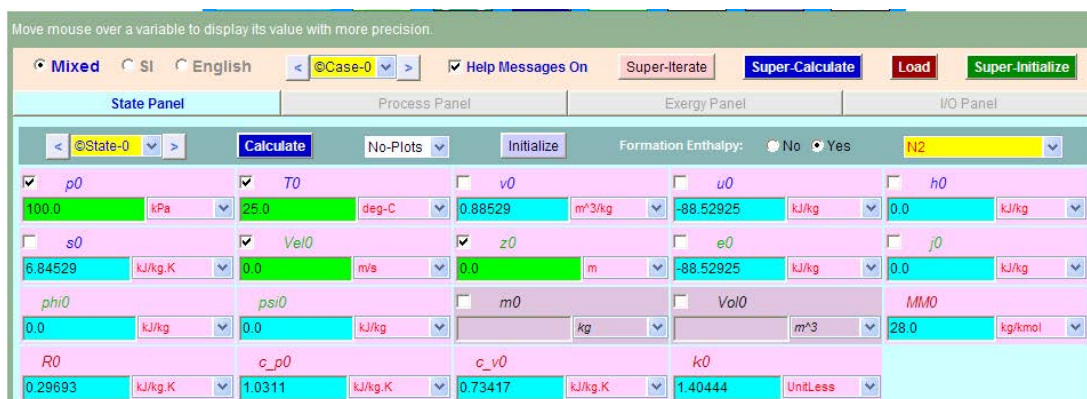 Move mouse over a variable to display its value with more precision.
Mixed SI English < ©Case-0 > Help Messages On Super-Iterate Super-Calculate Load Super-Initialize
State Panel Process Panel Exergy Panel I/O Panel
< ©State-0 > Calculate No-Plots Initialize Formation Enthalpy: No Yes N2
p0 T0 v0 u0 h0
100.0 kPa 25.0 deg-C 0.88529 m^3/kg -88.52925 kJ/kg 0.0 kJ/kg
s0 Vel0 z0 e0 j0
6.84529 kJ/kg.K 0.0 m/s 0.0 m -88.52925 kJ/kg 0.0 kJ/kg
phi0 psi0 m0 Vol0 MM0
0.0 kJ/kg 0.0 kJ/kg kg m^3 28.0 kg/kmol
R0 c_p0 c_v0 k0
0.29693 kJ/kg.K 1.0311 kJ/kg.K 0.73417 kJ/kg.K 1.40444 UnitLess